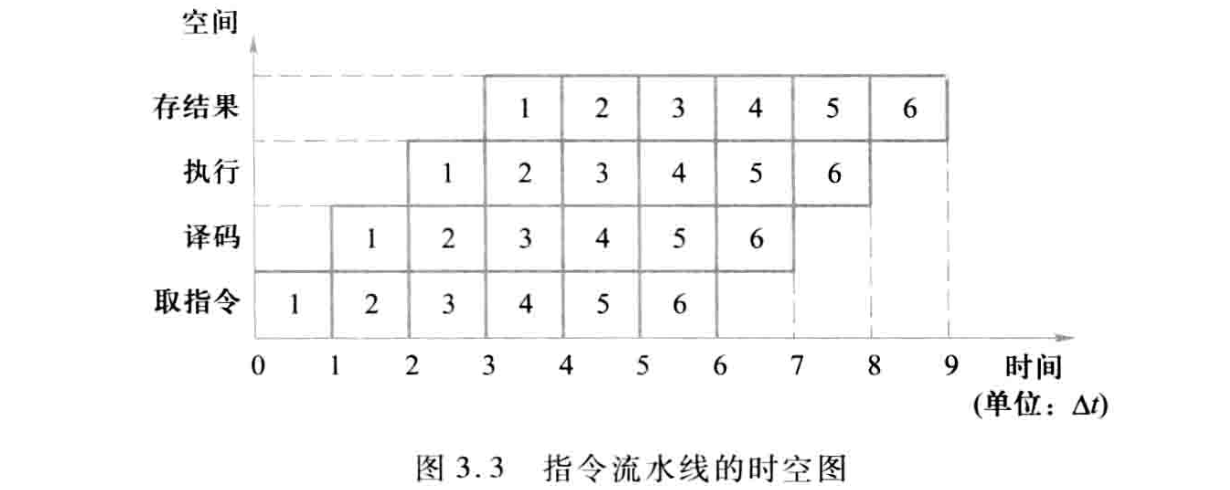 空间
存结果 1 2 3 4 5 6
执行 1 2 3 4 5 6
译码 1 2 3 4 5 6
取指令 1 2 3 4 5 6
0 1 2 3 4 5 6 7 8 9 时间
(单位：Δt)
图 3.3 指令流水线的时空图